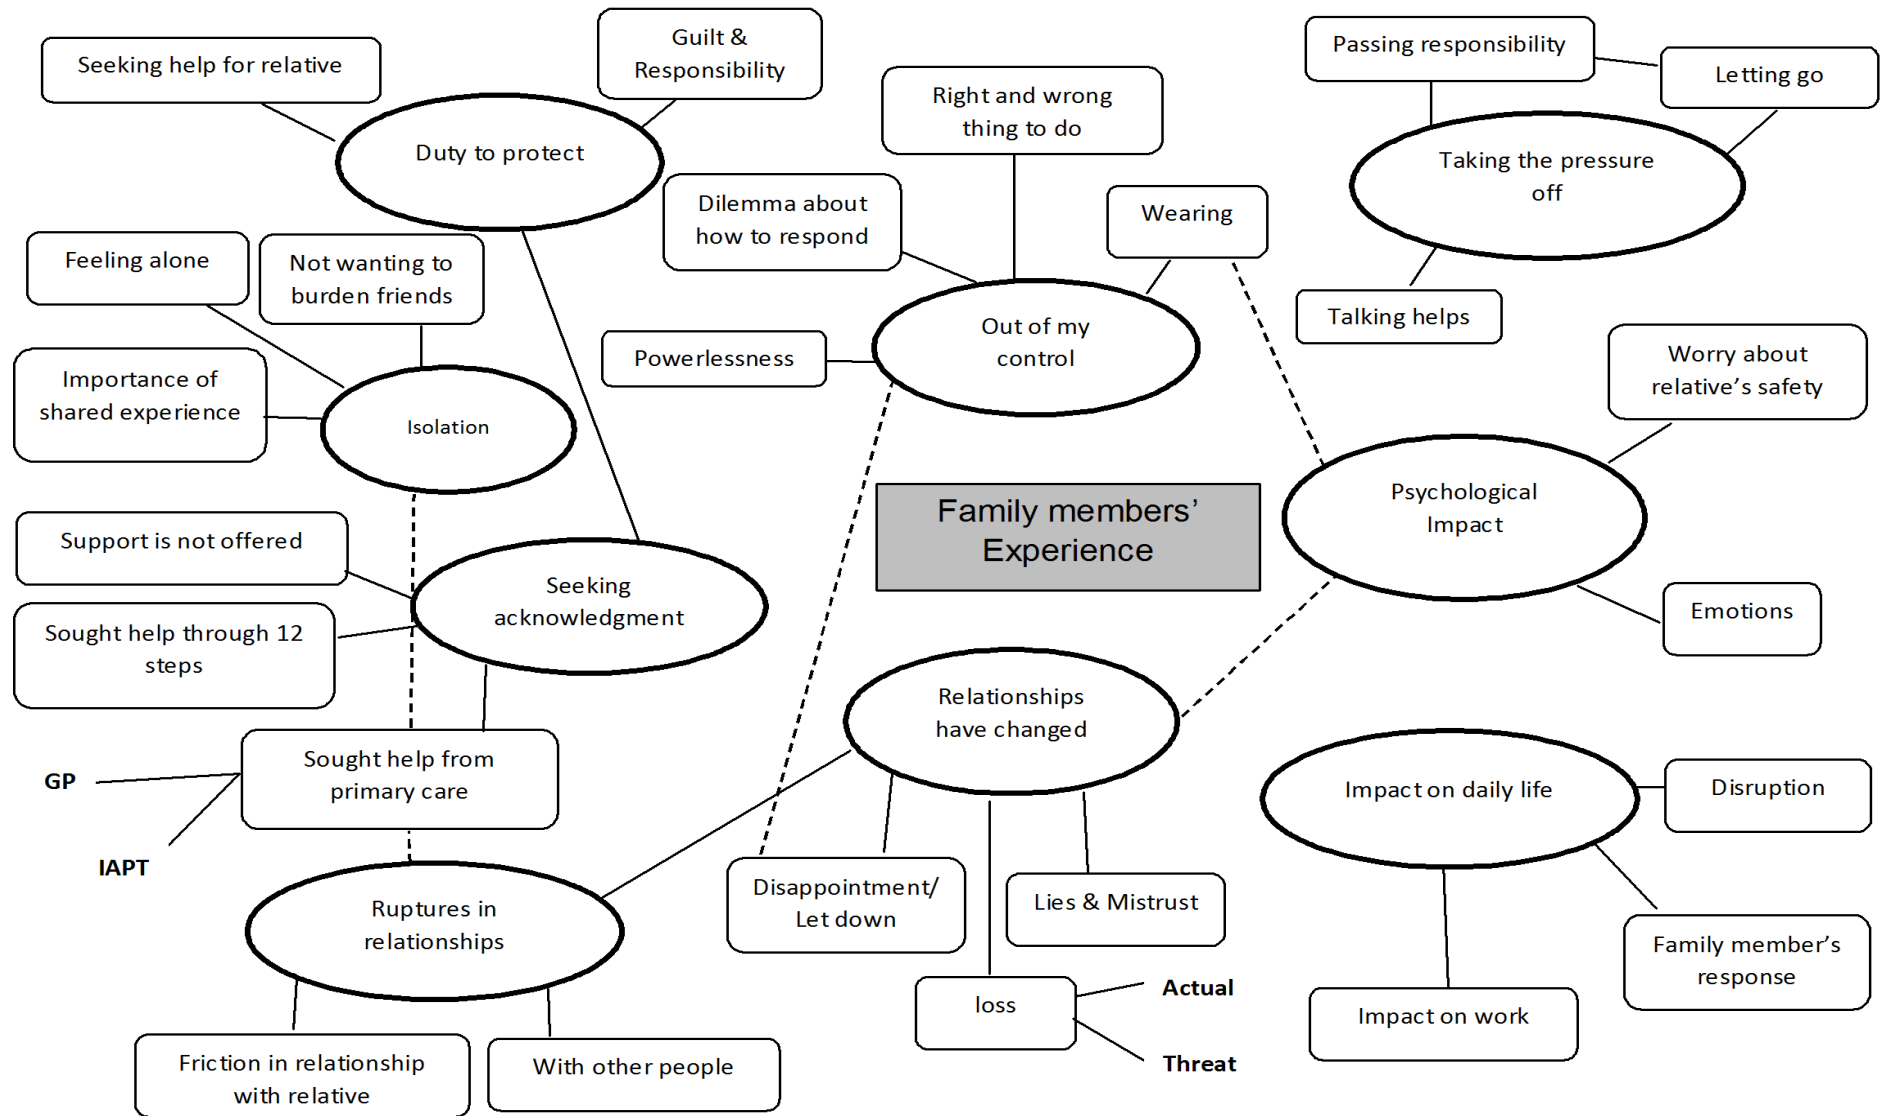 Seeking help for relative
Guilt &
Responsibility
Duty to protect
Right and wrong
thing to do
Dilemma about
how to respond
Wearing
Powerlessness
Out of my
control
Passing responsibility
Letting go
Taking the pressure
off
Talking helps
Feeling alone
Not wanting to
burden friends
Importance of
shared experience
Isolation
Worry about
relative’s safety
Psychological
Impact
Emotions
Family members’
Experience
Support is not offered
Sought help through 12
steps
Seeking
acknowledgment
Sought help from
primary care
GP
IAPT
Relationships
have changed
Disappointment/
Let down
Lies & Mistrust
loss
Actual
Threat
Impact on daily life
Disruption
Family member’s
response
Impact on work
Ruptures in
relationships
Friction in relationship
with relative
With other people